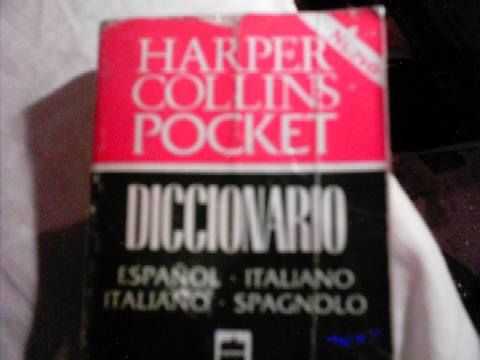 HARPER
COLLINS
POCKET
DICCIONARIO
ESPAÑOL · ITALIANO
ITALIANO · SPAGNOLO